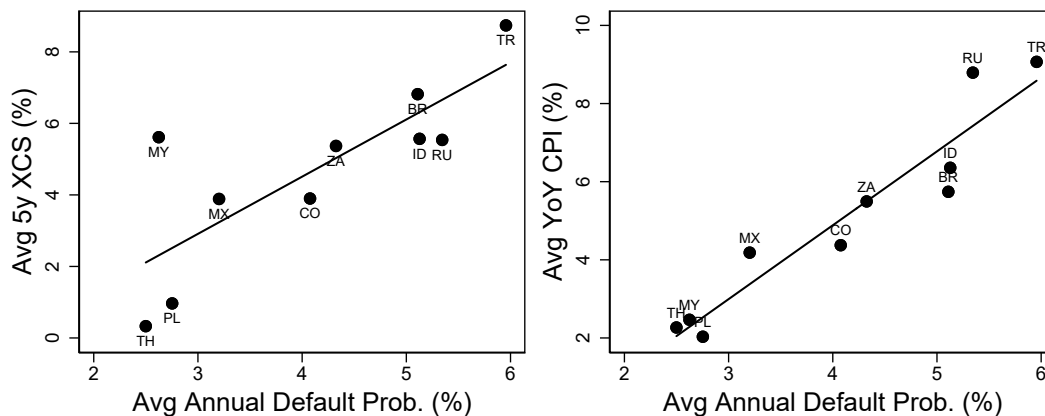 Avg 5y XCS (%)
8
6
4
2
0
TR
BR
MY
ID
RU
ZA
MX
CO
PL
TH
2 3 4 5 6
Avg Annual Default Prob. (%)
Avg YoY CPI (%)
10
8
6
4
2
RU
TR
ID
BR
ZA
CO
MX
MY
TH
PL
2 3 4 5 6
Avg Annual Default Prob. (%)